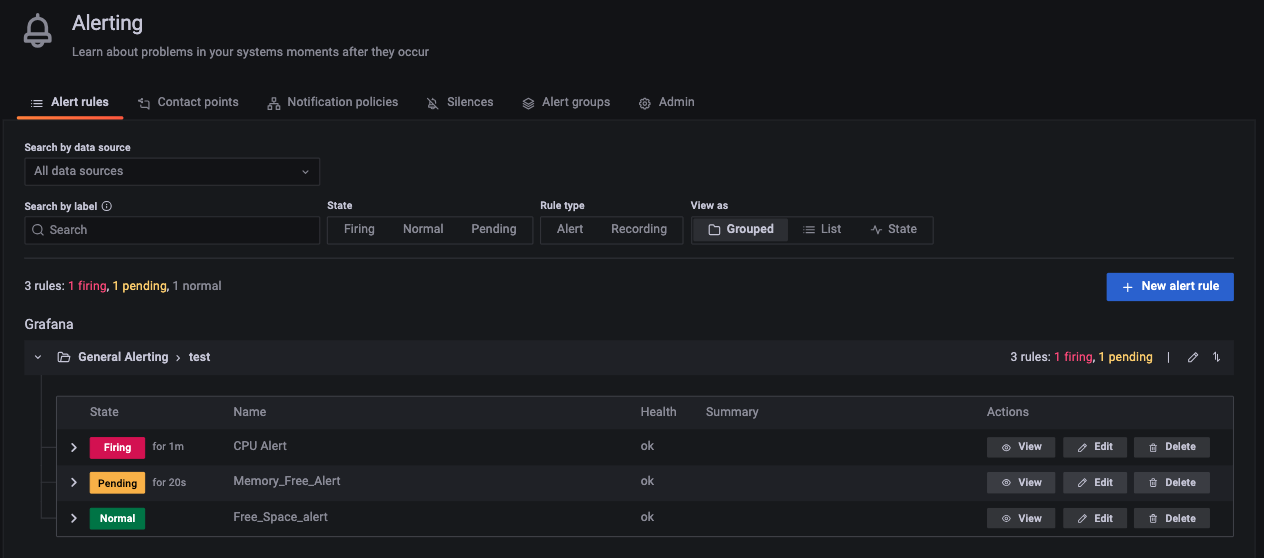 Alerting
Learn about problems in your systems moments after they occur
Alert rules Contact points Notification policies Silences Alert groups Admin
Search by data source
All data sources
Search by label State Rule type View as
Search Firing Normal Pending Alert Recording Grouped List State
3 rules: 1 firing, 1 pending, 1 normal + New alert rule
Grafana
General Alerting > test 3 rules: 1 firing, 1 pending |
State Name Health Summary Actions
Firing for 1m CPU Alert ok View Edit Delete
Pending for 20s Memory_Free_Alert ok View Edit Delete
Normal Free_Space_alert ok View Edit Delete